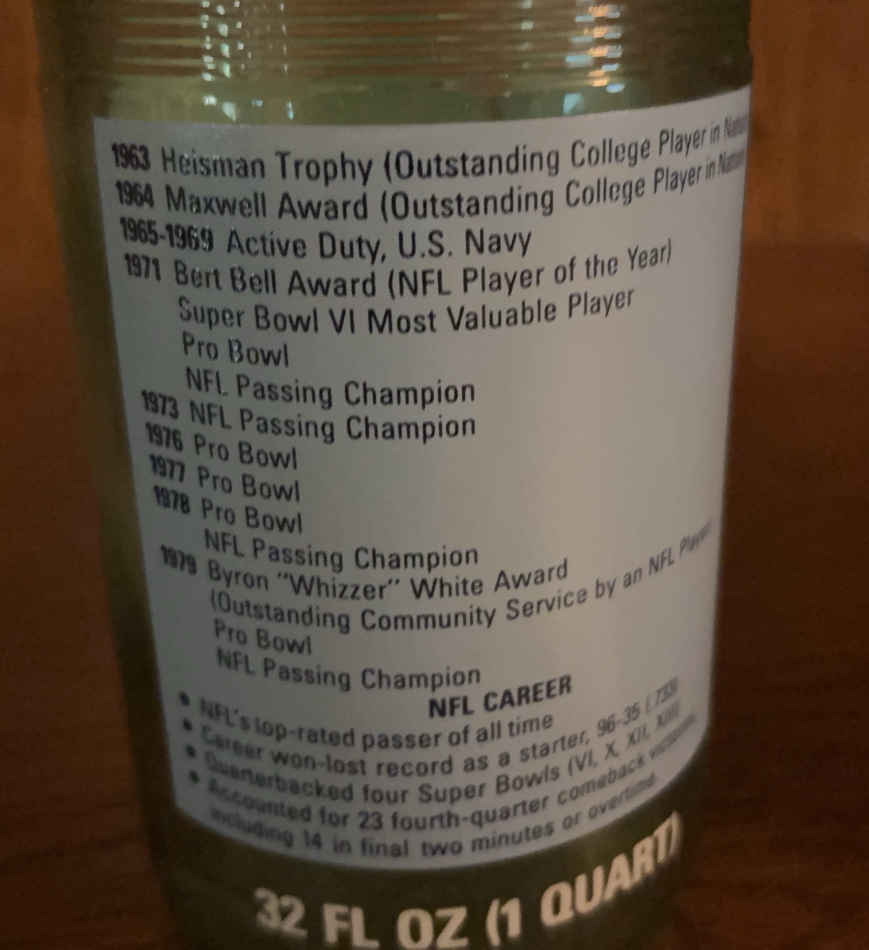 1963 Heisman Trophy (Outstanding College Player in
1964 Maxwell Award (Outstanding College Player in
1965-1969 Active Duty, U.S. Navy
1971 Bert Bell Award (NFL Player of the Year)
Super Bowl VI Most Valuable Player
Pro Bowl
NFL Passing Champion
1973 NFL Passing Champion
1976 Pro Bowl
1977 Pro Bowl
1978 Pro Bowl
NFL Passing Champion
1979 Byron "Whizzer" White Award
(Outstanding Community Service by an NFL
Pro Bowl
NFL Passing Champion
NFL CAREER
• NFL's top-rated passer of all time
• Career won-lost record as a starter, 96-35 (.733)
• Quarterbacked four Super Bowls (VI, X, XII, XIII)
• Accounted for 23 fourth-quarter comeback victories,
including 14 in final two minutes or overtime.
32 FL OZ (1 QUART)